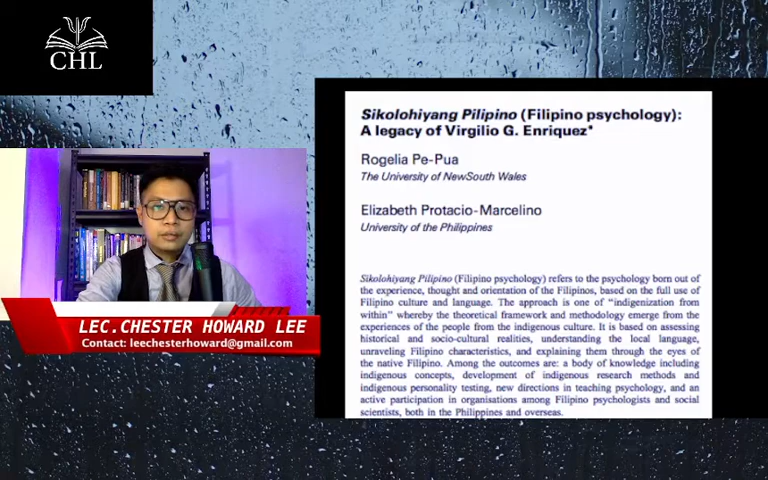 CHL
Sikolohiyang Pilipino (Filipino psychology):
A legacy of Virgilio G. Enriquez*
Rogelia Pe-Pua
The University of NewSouth Wales
Elizabeth Protacio-Marcelino
University of the Philippines
Sikolohiyang Pilipino (Filipino psychology) refers to the psychology born out of
the experience, thought and orientation of the Filipinos, based on the full use of
Filipino culture and language. The approach is one of "indigenization from
within" whereby the theoretical framework and methodology emerge from the
experiences of the people from the indigenous culture. It is based on assessing
historical and socio-cultural realities, understanding the local language,
unraveling Filipino characteristics, and explaining them through the eyes of
the native Filipino. Among the outcomes are: a body of knowledge including
indigenous concepts, development of indigenous research methods and
indigenous personality testing, new directions in teaching psychology, and an
active participation in organisations among Filipino psychologists and social
scientists, both in the Philippines and overseas.
LEC.CHESTER HOWARD LEE
Contact: leechesterhoward@gmail.com